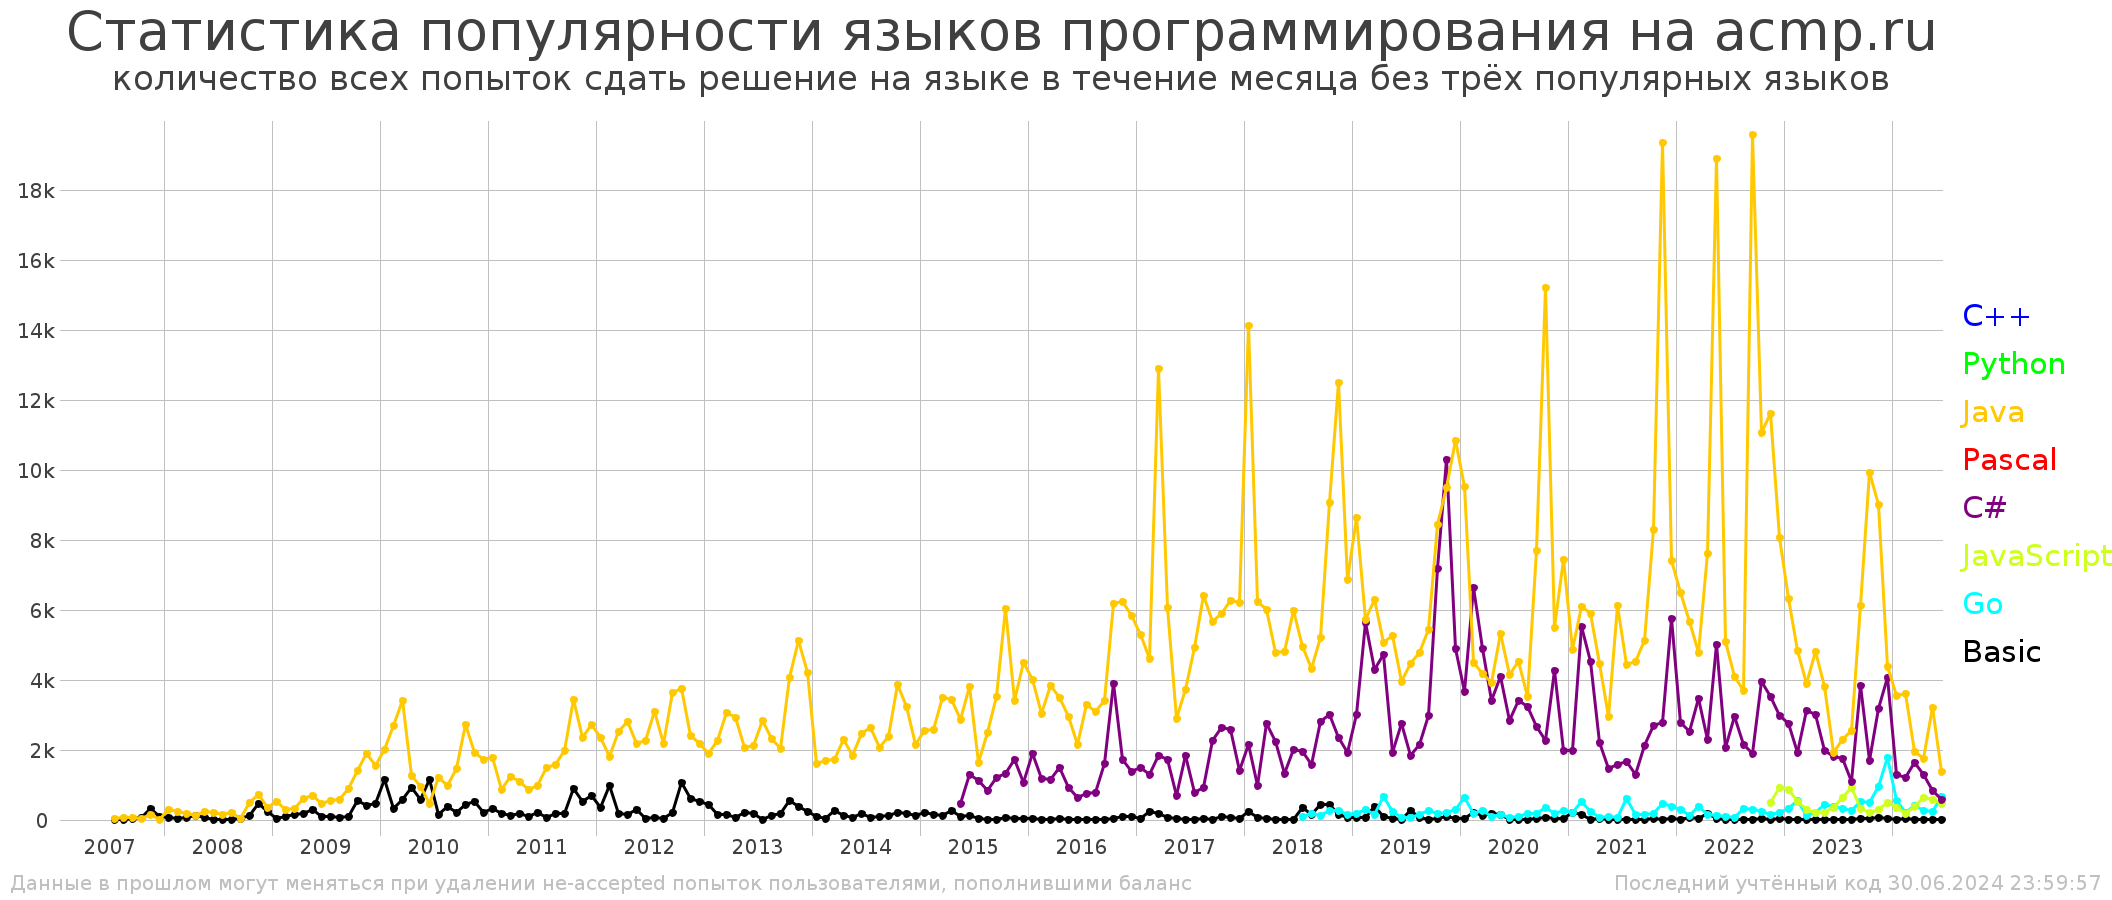 Статистика популярности языков программирования на acmp.ru
количество всех попыток сдать решение на языке в течение месяца без трёх популярных языков
18k
16k
14k
12k
10k
8k
6k
4k
2k
0
C++
Python
Java
Pascal
C#
JavaScript
Go
Basic
2007 2008 2009 2010 2011 2012 2013 2014 2015 2016 2017 2018 2019 2020 2021 2022 2023
Данные в прошлом могут меняться при удалении не-accepted попыток пользователями, пополнившими баланс
Последний учтённый код 30.06.2024 23:59:57